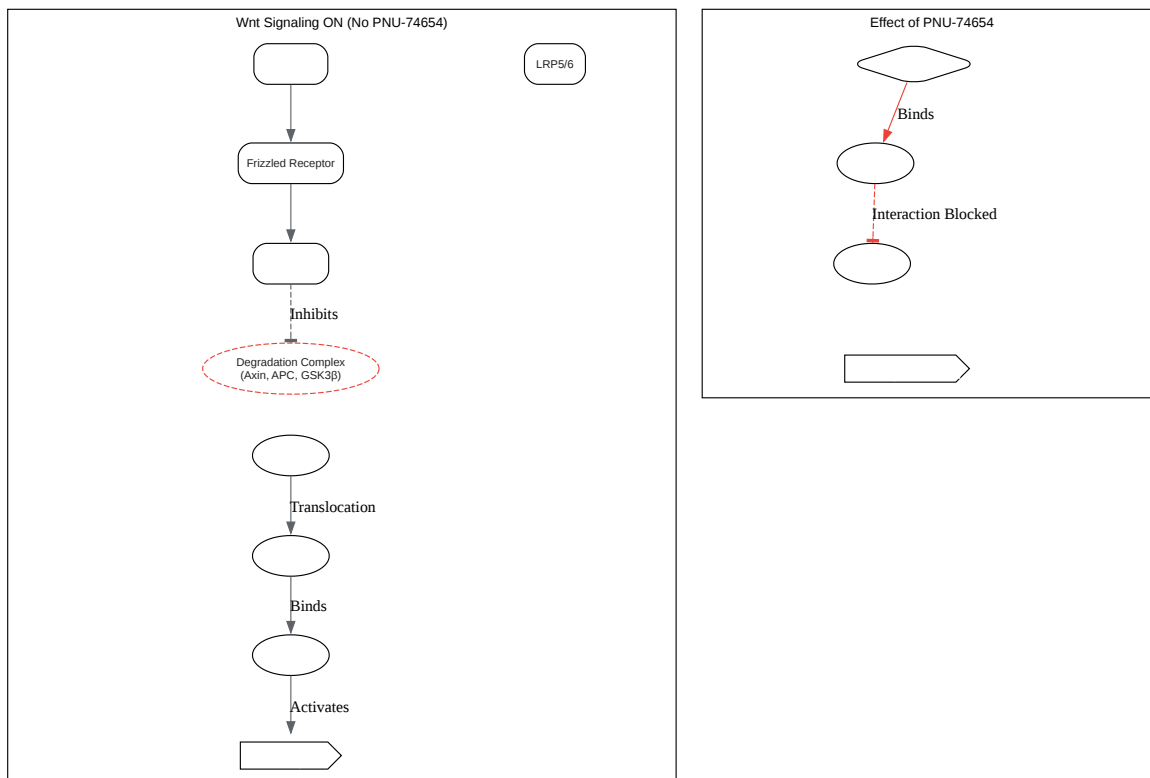 Wnt Signaling ON (No PNU-74654)
LRP5/6
Frizzled Receptor
Inhibits
Degradation Complex
(Axin, APC, GSK3β)
Translocation
Binds
Activates
Effect of PNU-74654
Binds
Interaction Blocked